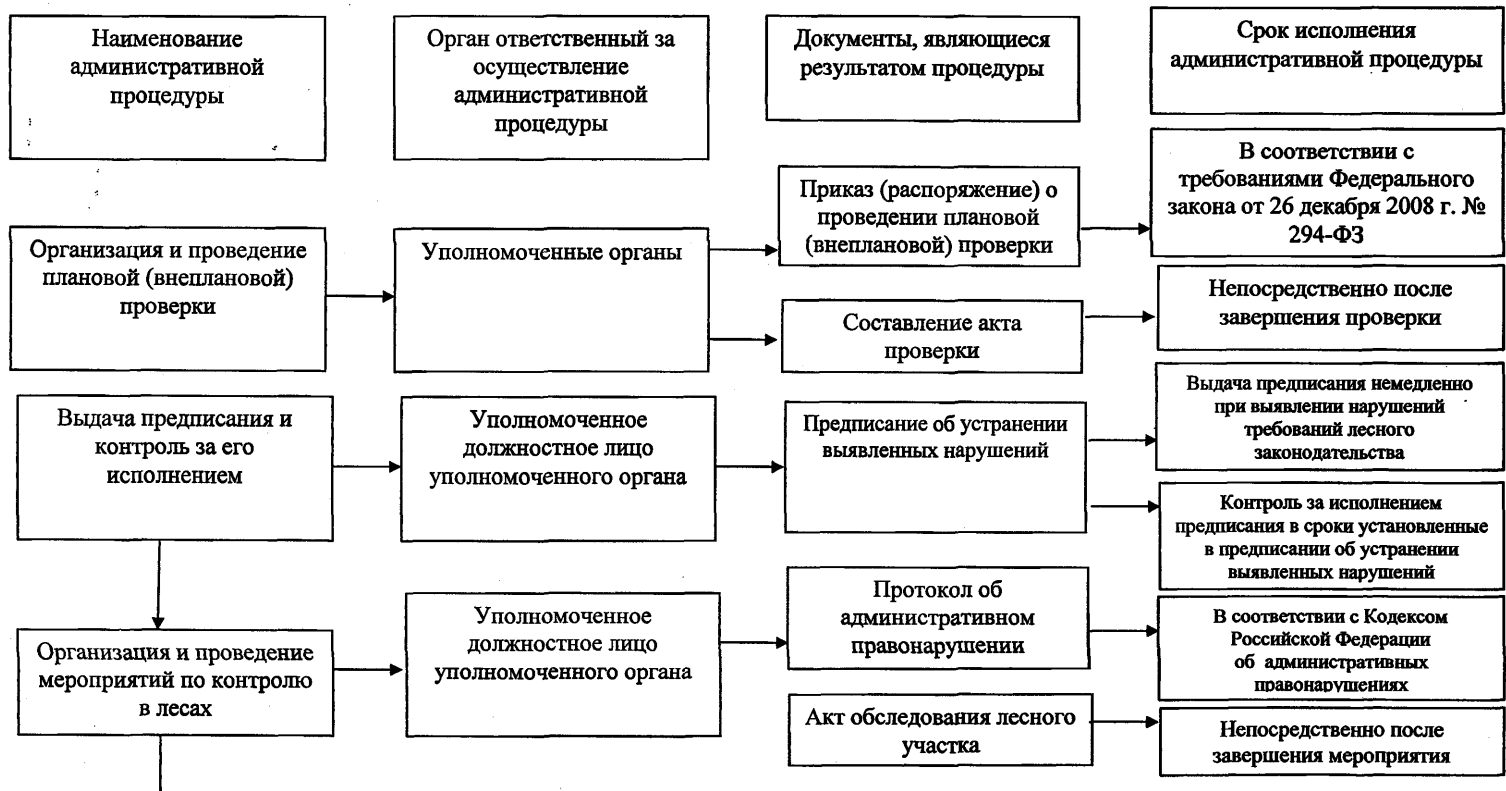 Наименование
административной
процедуры
Орган ответственный за
осуществление
административной
процедуры
Документы, являющиеся
результатом процедуры
Срок исполнения
административной процедуры
Организация и проведение
плановой (внеплановой)
проверки
Уполномоченные органы
Приказ (распоряжение) о
проведении плановой
(внеплановой) проверки
В соответствии с
требованиями Федерального
закона от 26 декабря 2008 г. №
294-ФЗ
Составление акта
проверки
Непосредственно после
завершения проверки
Выдача предписания и
контроль за его
исполнением
Уполномоченное
должностное лицо
уполномоченного органа
Предписание об устранении
выявленных нарушений
Выдача предписания немедленно
при выявлении нарушений
требований лесного
законодательства
Контроль за исполнением
предписания в сроки установленные
в предписании об устранении
выявленных нарушений
Организация и проведение
мероприятий по контролю
в лесах
Уполномоченное
должностное лицо
уполномоченного органа
Протокол об
административном
правонарушении
В соответствии с Кодексом
Российской Федерации
об административных
правонарушениях
Акт обследования лесного
участка
Непосредственно после
завершения мероприятия